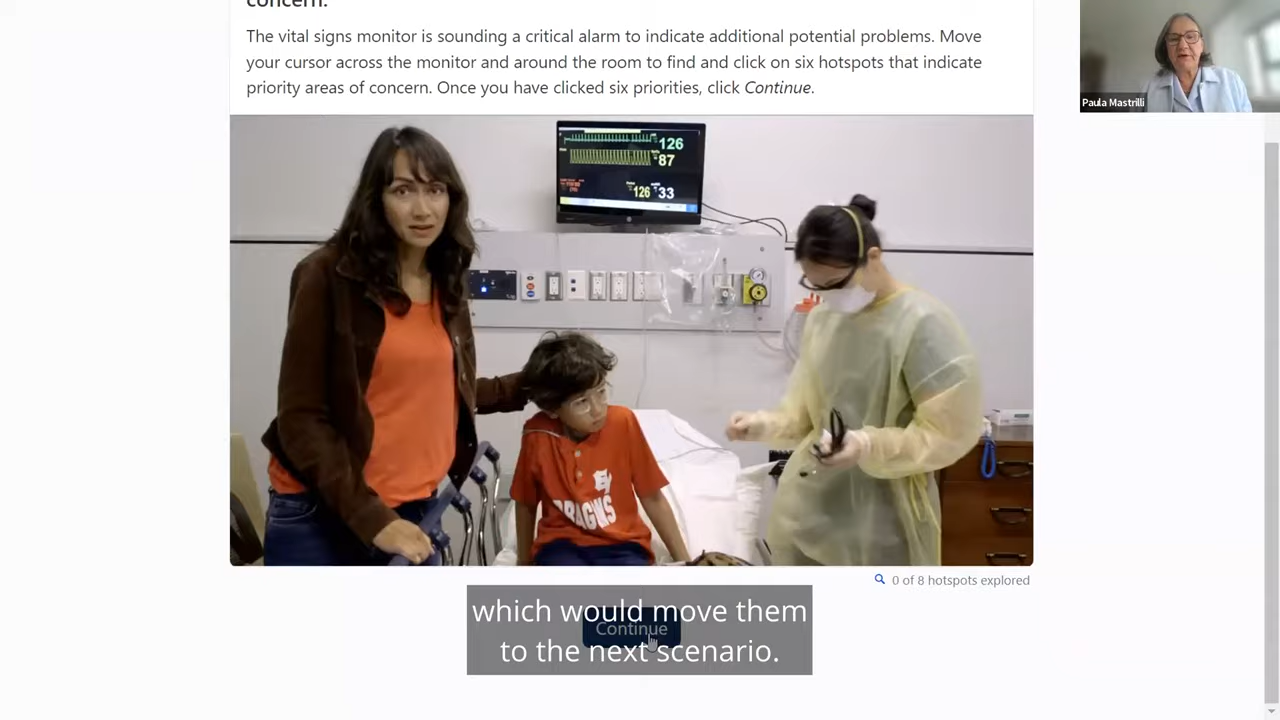 concern.
The vital signs monitor is sounding a critical alarm to indicate additional potential problems. Move
your cursor across the monitor and around the room to find and click on six hotspots that indicate
priority areas of concern. Once you have clicked six priorities, click Continue.
Paula Mastrilli
126
87
126 33
0 of 8 hotspots explored
Continue
which would move them
to the next scenario.